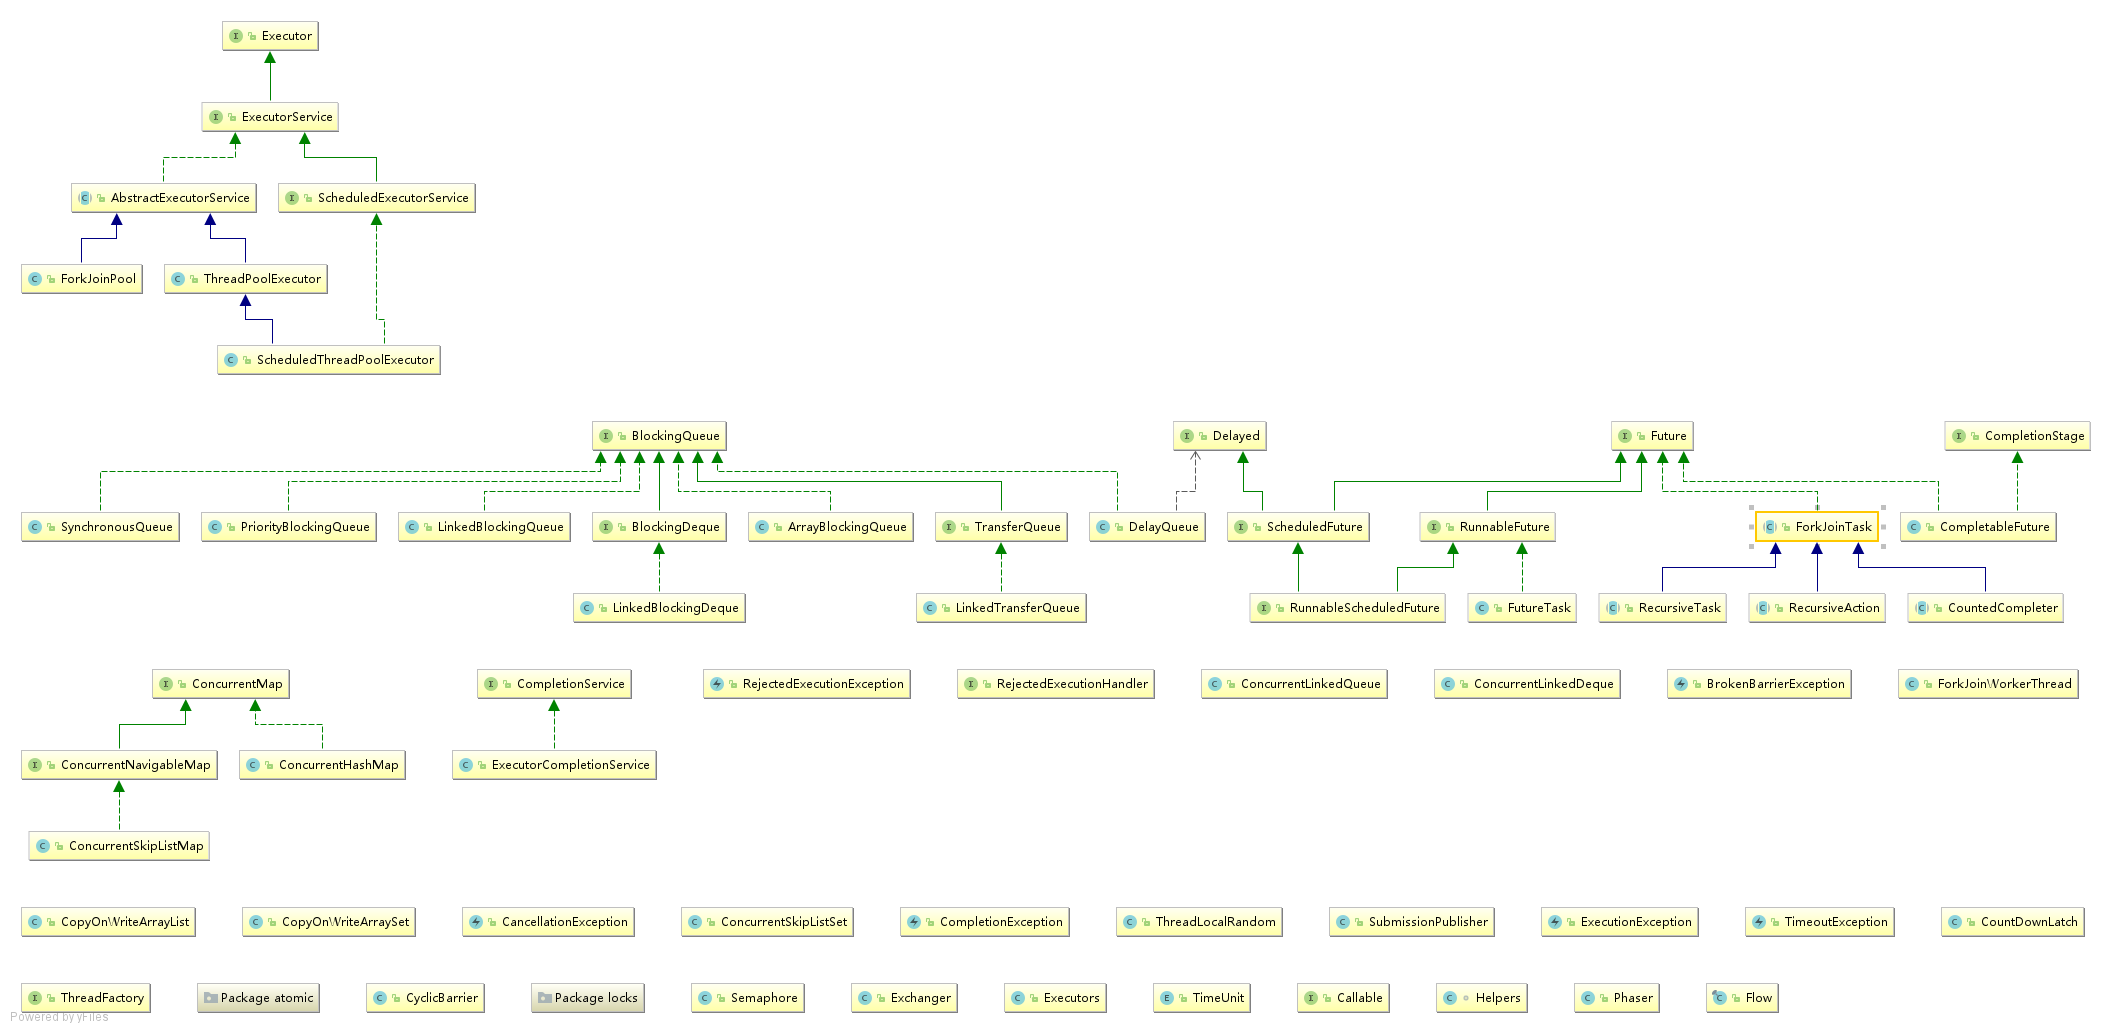 Executor
ExecutorService
AbstractExecutorService
ScheduledExecutorService
ForkJoinPool
ThreadPoolExecutor
ScheduledThreadPoolExecutor
BlockingQueue
Delayed
Future
CompletionStage
SynchronousQueue
PriorityBlockingQueue
LinkedBlockingQueue
BlockingDeque
ArrayBlockingQueue
TransferQueue
DelayQueue
ScheduledFuture
RunnableFuture
ForkJoinTask
CompletableFuture
LinkedBlockingDeque
LinkedTransferQueue
RunnableScheduledFuture
FutureTask
RecursiveTask
RecursiveAction
CountedCompleter
ConcurrentMap
CompletionService
RejectedExecutionException
RejectedExecutionHandler
ConcurrentLinkedQueue
ConcurrentLinkedDeque
BrokenBarrierException
ForkJoinWorkerThread
ConcurrentNavigableMap
ConcurrentHashMap
ExecutorCompletionService
ConcurrentSkipListMap
CopyOnWriteArrayList
CopyOnWriteArraySet
CancellationException
ConcurrentSkipListSet
CompletionException
ThreadLocalRandom
SubmissionPublisher
ExecutionException
TimeoutException
CountDownLatch
ThreadFactory
Package atomic
CyclicBarrier
Package locks
Semaphore
Exchanger
Executors
TimeUnit
Callable
Helpers
Phaser
Flow
Powered by yFiles